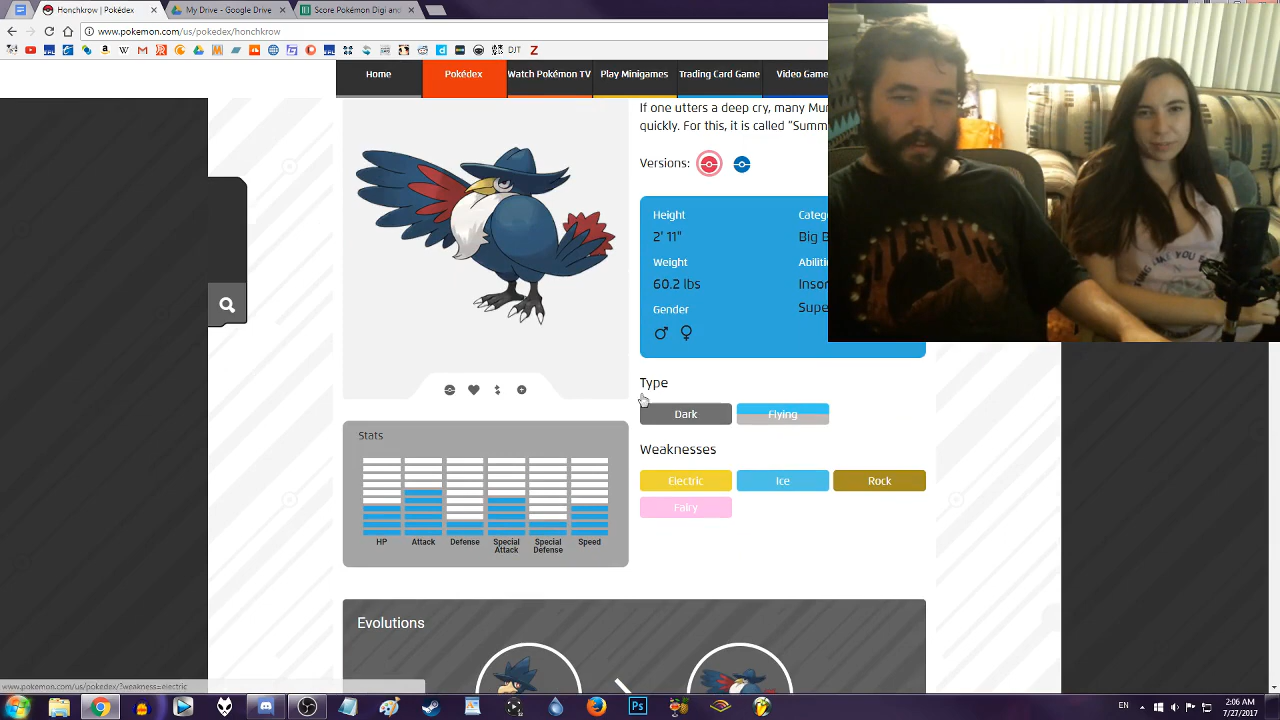 Honchkrow | Pokédex
My Drive - Google Drive
Score Pokémon Digi and
www.pokemon.com/us/pokedex/honchkrow
DJT
Home
Pokédex
Watch Pokémon TV
Play Minigames
Trading Card Game
Video Game
If one utters a deep cry, many Mur
quickly. For this, it is called "Summ
Versions:
Height
2' 11"
Weight
60.2 lbs
Gender
Categ
Big B
Abiliti
Inso
Supe
Type
Dark
Flying
Weaknesses
Electric
Ice
Rock
Fairy
Stats
HP
Attack
Defense
Special Attack
Special Defense
Speed
Evolutions
www.pokemon.com/us/pokedex/?weakness=electric
EN
2:06 AM
7/27/2017